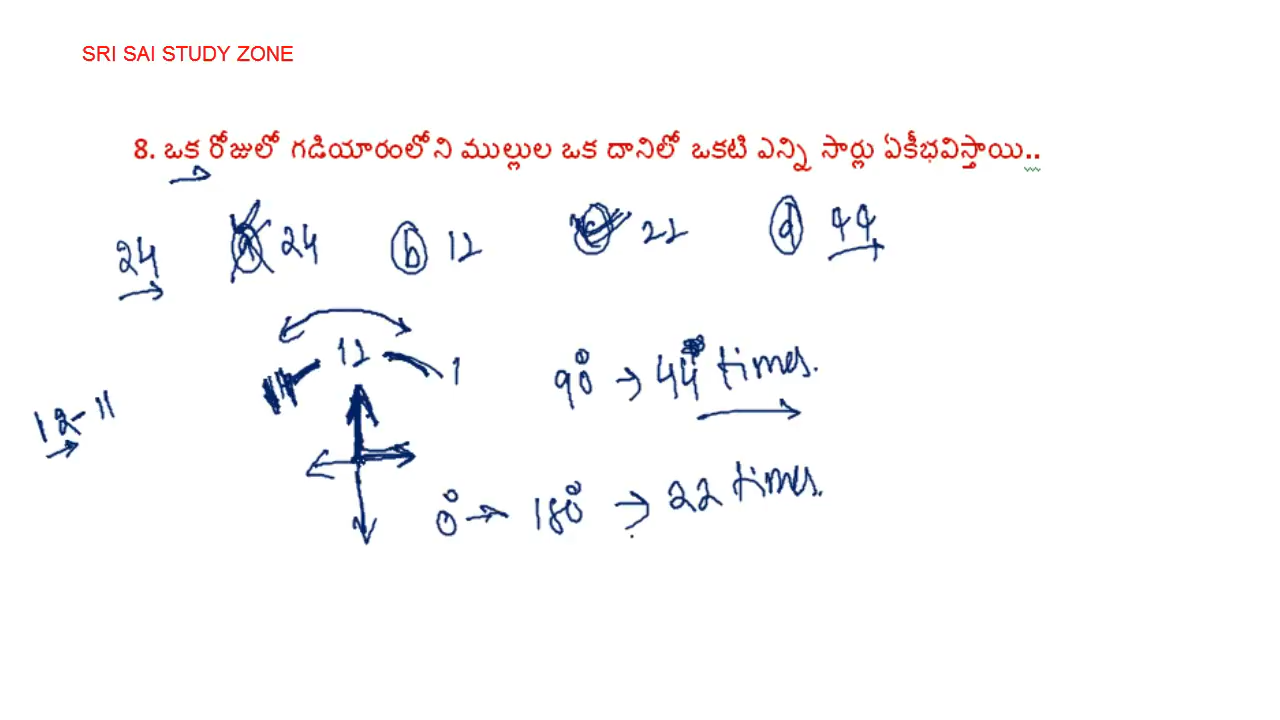 SRI SAI STUDY ZONE
8. ఒక రోజులో గడియారంలోని ముల్లుల ఒక దానిలో ఒకటి ఎన్ని సార్లు ఏకీభవిస్తాయి..
24 a 24 b 12 c 22 d 44
12 1
90° → 44 times.
12-11
0° → 180° → 22 times.